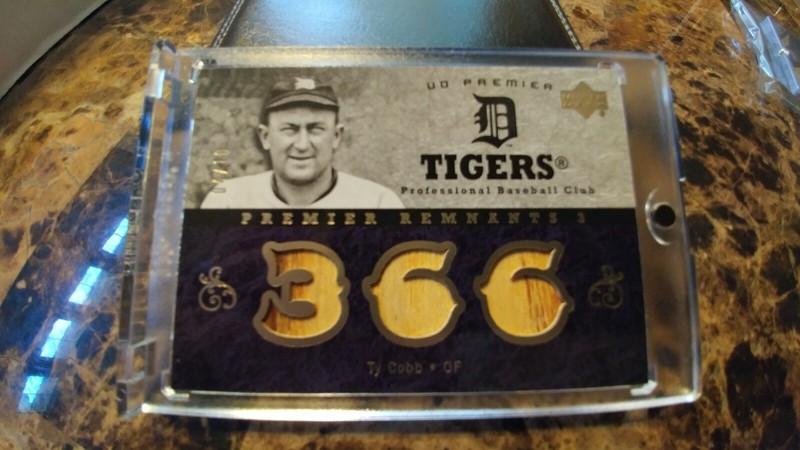 UD PREMIER
D
TIGERS®
Professional Baseball Club
PREMIER REMNANTS 3
366
Ty Cobb • OF